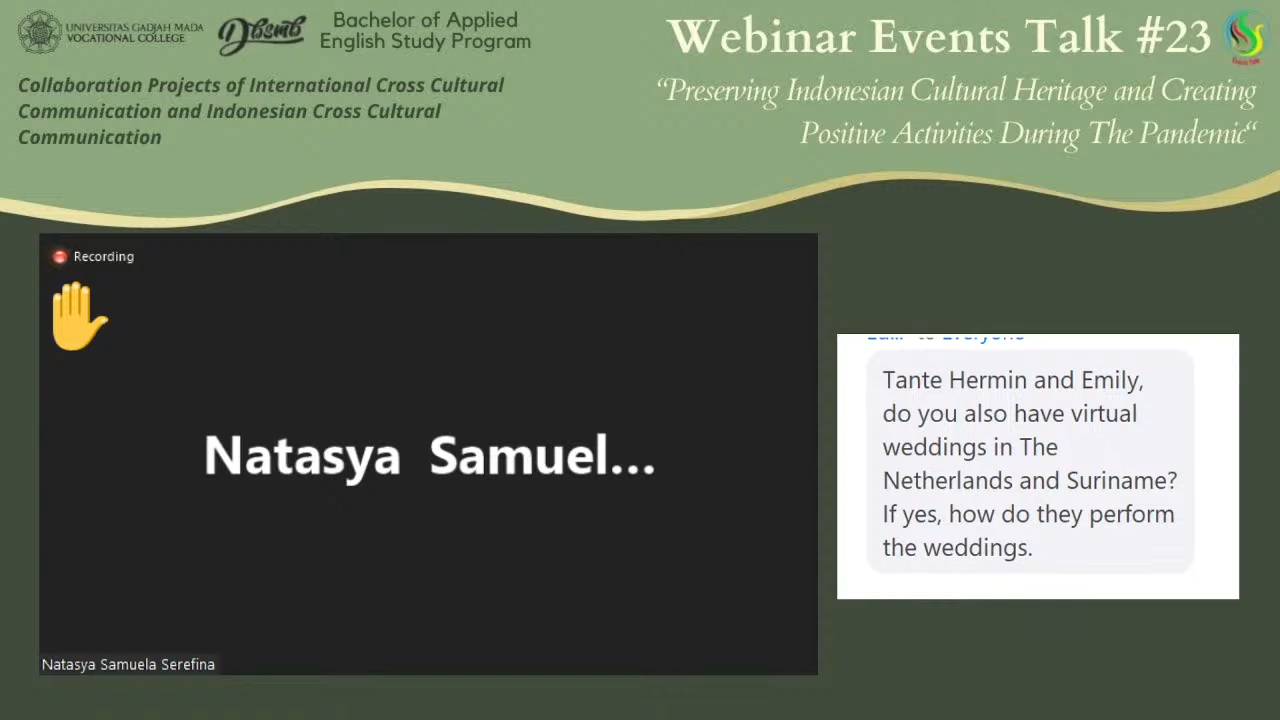 UNIVERSITAS GADJAH MADA
VOCATIONAL COLLEGE
Dbsmb
Bachelor of Applied
English Study Program
Collaboration Projects of International Cross Cultural
Communication and Indonesian Cross Cultural
Communication
Webinar Events Talk #23
“Preserving Indonesian Cultural Heritage and Creating
Positive Activities During The Pandemic“
Recording
Natasya Samuel...
Natasya Samuela Serefina
to Everyone
Tante Hermin and Emily,
do you also have virtual
weddings in The
Netherlands and Suriname?
If yes, how do they perform
the weddings.